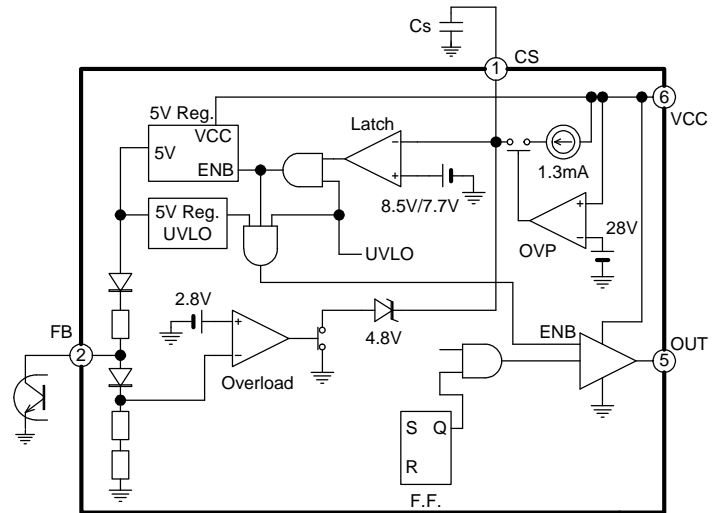 Cs
1
CS
6
VCC
5V Reg.
VCC
5V
ENB
Latch
−
+
8.5V/7.7V
1.3mA
+
−
28V
OVP
5V Reg.
UVLO
UVLO
2.8V
+
−
Overload
4.8V
FB
2
ENB
OUT
5
S
Q
R
F.F.